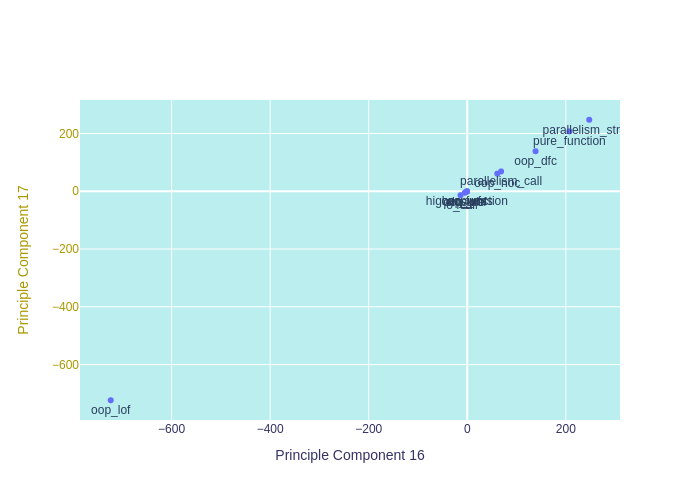 200
0
−200
−400
−600
Principle Component 17
parallelism_str
pure_function
oop_dfc
parallelism_call
oop_noc
oop_lof
−600
−400
−200
0
200
Principle Component 16